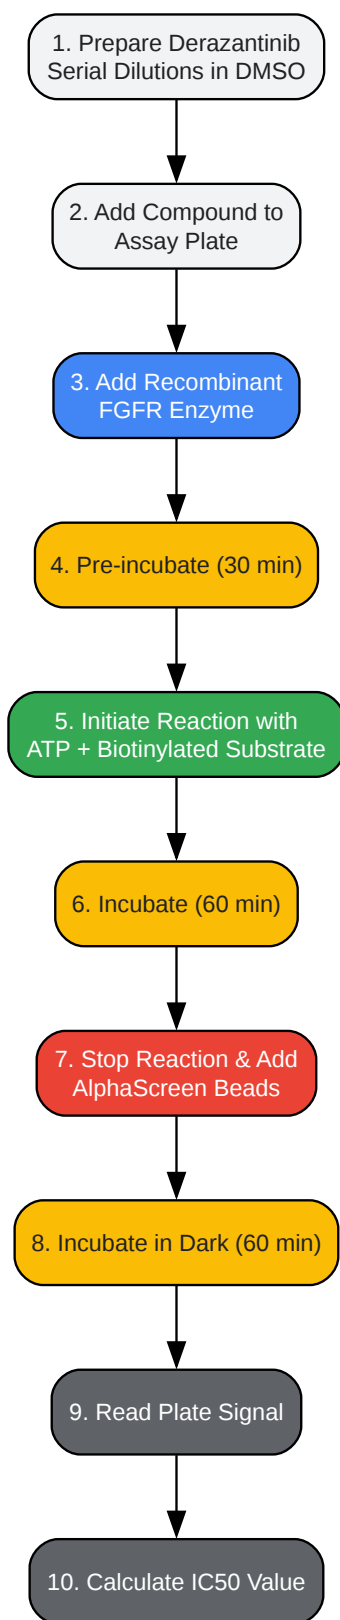 1. Prepare Derazantinib
Serial Dilutions in DMSO
2. Add Compound to
Assay Plate
3. Add Recombinant
FGFR Enzyme
4. Pre-incubate (30 min)
5. Initiate Reaction with
ATP + Biotinylated Substrate
6. Incubate (60 min)
7. Stop Reaction & Add
AlphaScreen Beads
8. Incubate in Dark (60 min)
9. Read Plate Signal
10. Calculate IC50 Value